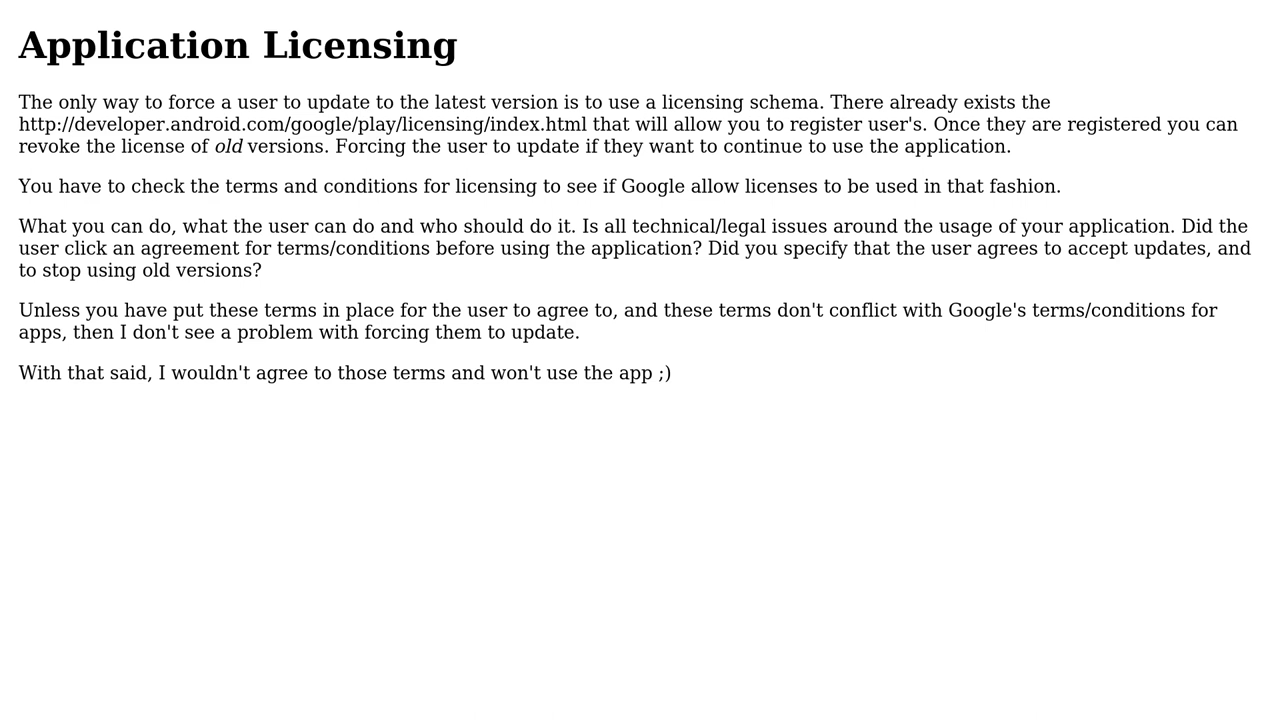 Application Licensing
The only way to force a user to update to the latest version is to use a licensing schema. There already exists the
http://developer.android.com/google/play/licensing/index.html that will allow you to register user's. Once they are registered you can
revoke the license of old versions. Forcing the user to update if they want to continue to use the application.
You have to check the terms and conditions for licensing to see if Google allow licenses to be used in that fashion.
What you can do, what the user can do and who should do it. Is all technical/legal issues around the usage of your application. Did the
user click an agreement for terms/conditions before using the application? Did you specify that the user agrees to accept updates, and
to stop using old versions?
Unless you have put these terms in place for the user to agree to, and these terms don't conflict with Google's terms/conditions for
apps, then I don't see a problem with forcing them to update.
With that said, I wouldn't agree to those terms and won't use the app ;)